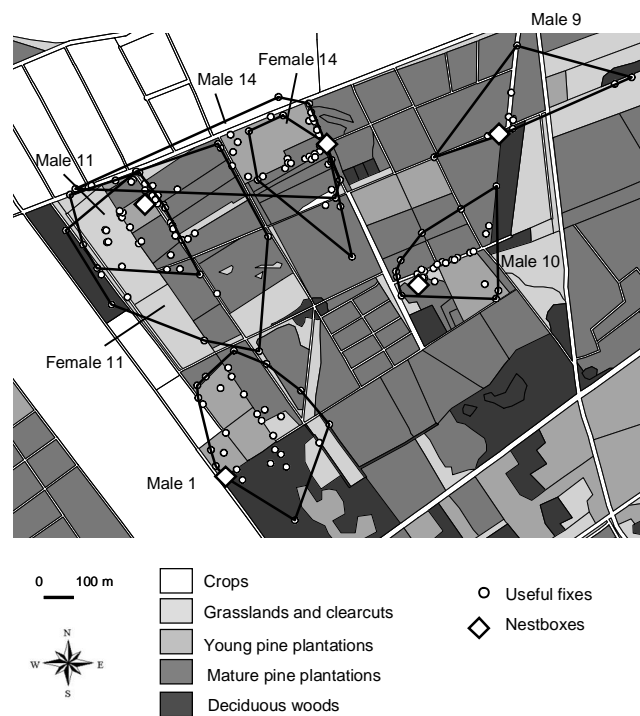 Male 9
Female 14
Male 14
Male 11
Male 10
Female 11
Male 1
0 100 m
N
W E
S
Crops
Grasslands and clearcuts
Young pine plantations
Mature pine plantations
Deciduous woods
Useful fixes
Nestboxes